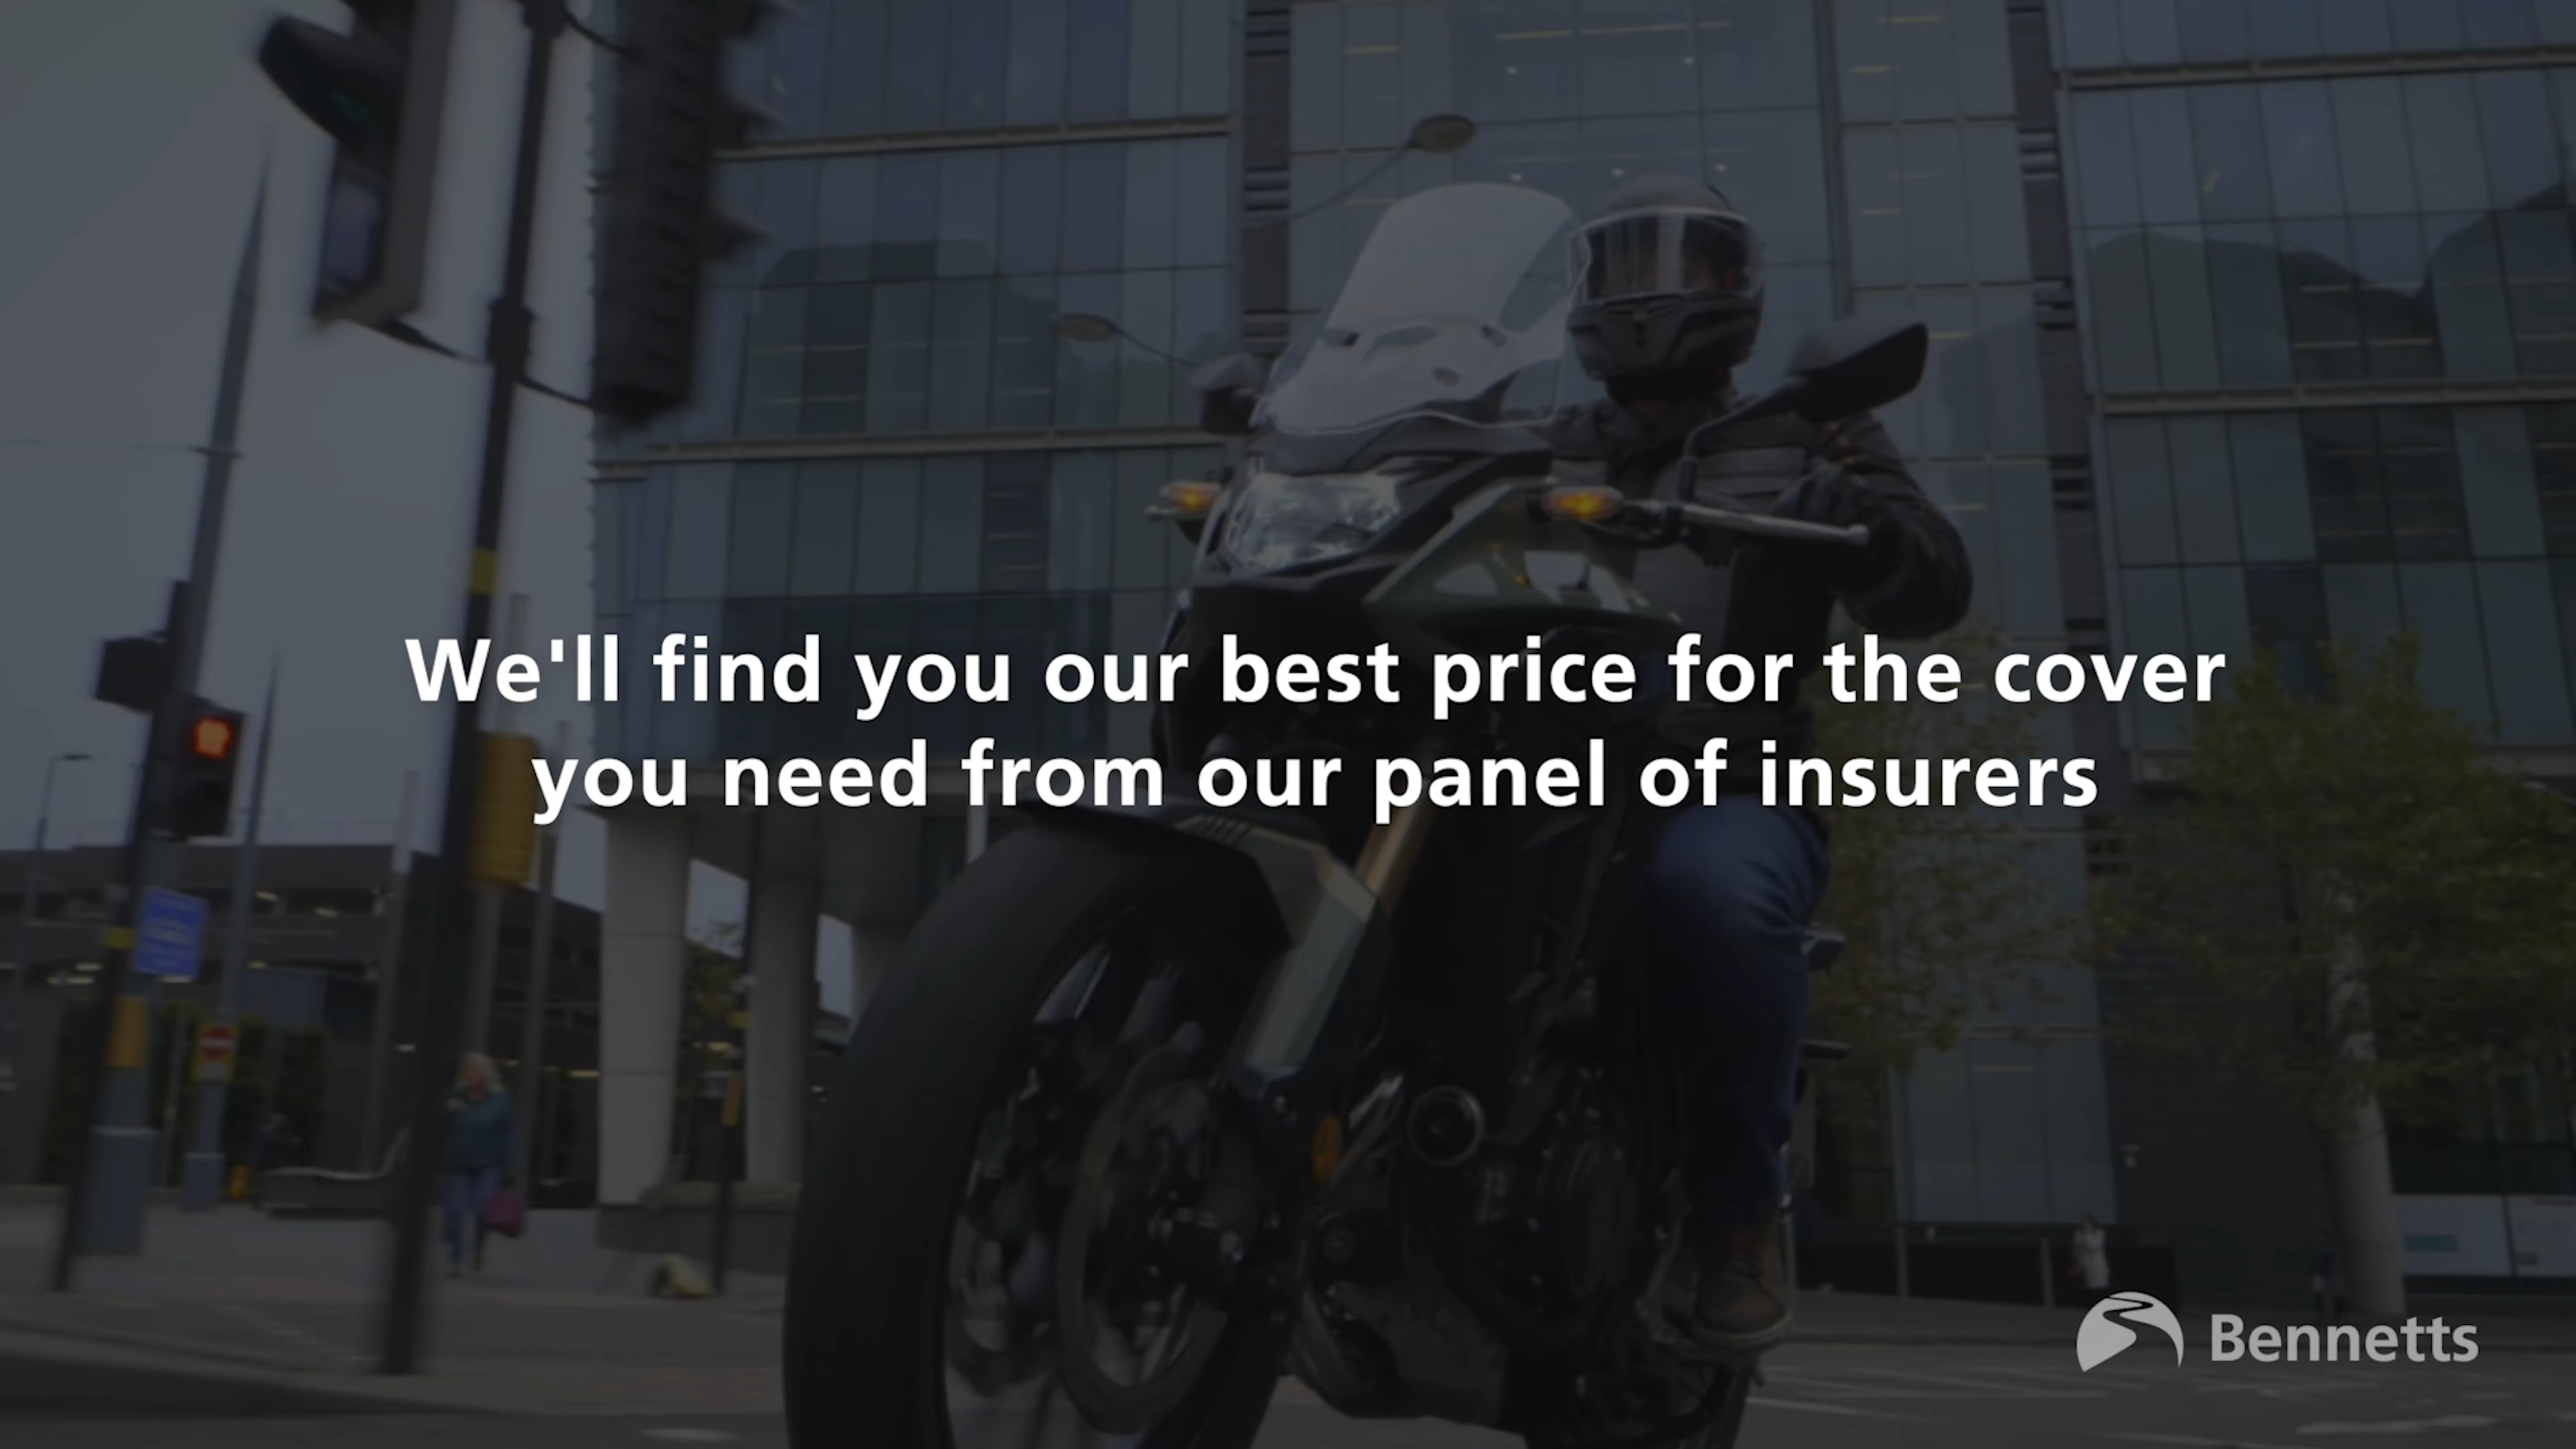 We'll find you our best price for the cover
you need from our panel of insurers
Bennetts